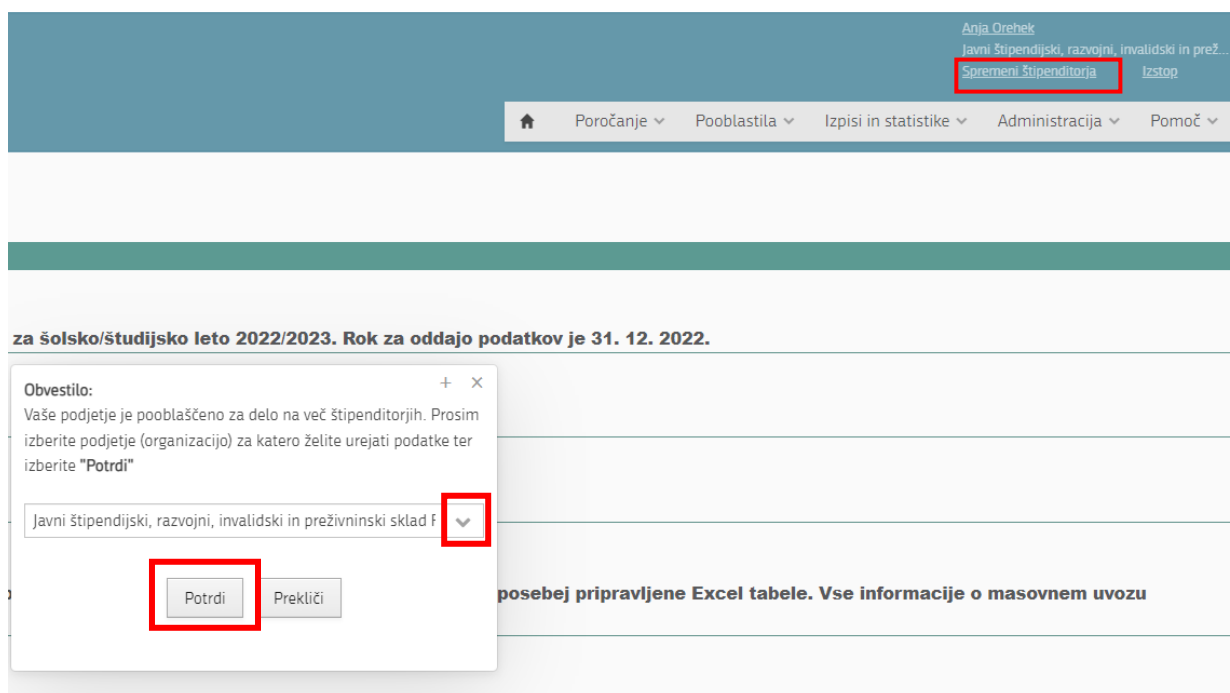 Anja Orehek
Javni štipendijski, razvojni, invalidski in prež...
Spremeni štipenditorja Izstop
Poročanje Pooblastila Izpisi in statistike Administracija Pomoč
za šolsko/študijsko leto 2022/2023. Rok za oddajo podatkov je 31. 12. 2022.
Obvestilo:
Vaše podjetje je pooblaščeno za delo na več štipenditorjih. Prosim
izberite podjetje (organizacijo) za katero želite urejati podatke ter
izberite "Potrdi"
Javni štipendijski, razvojni, invalidski in preživninski sklad
Potrdi Prekliči
posebej pripravljene Excel tabele. Vse informacije o masovnem uvozu